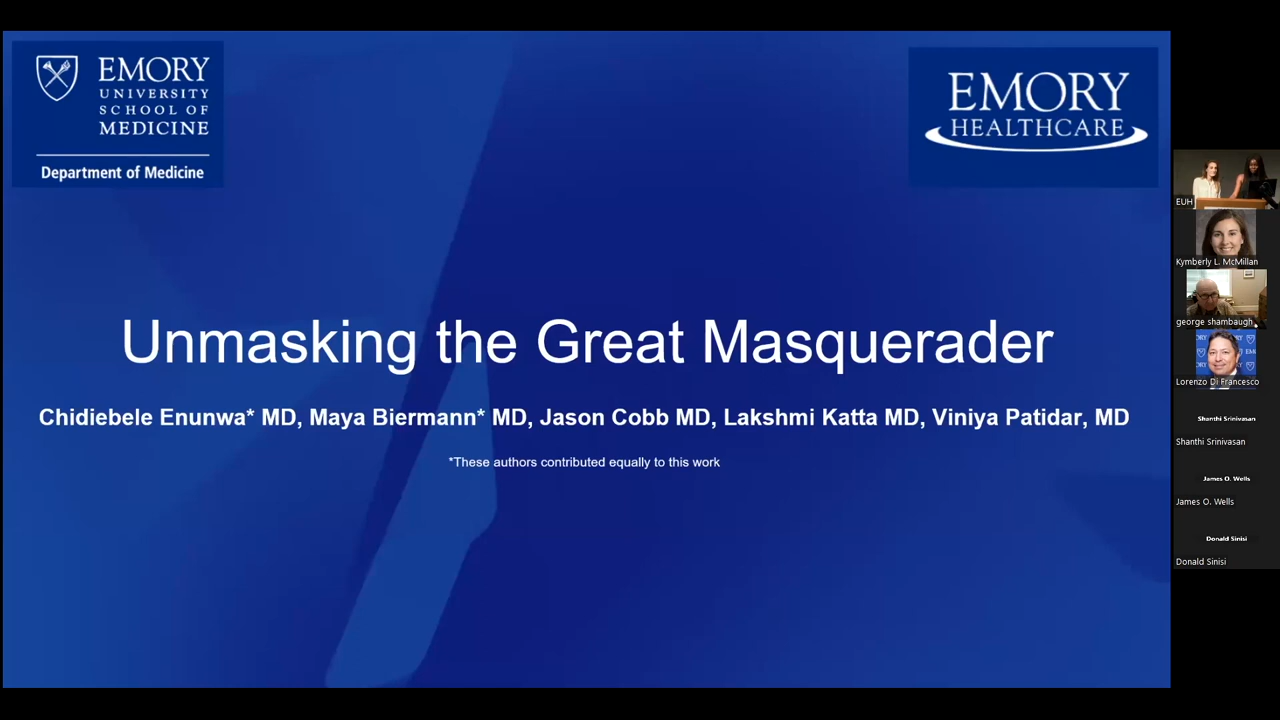 EMORY
UNIVERSITY
SCHOOL OF
MEDICINE
Department of Medicine
EMORY
HEALTHCARE
Unmasking the Great Masquerader
Chidiebele Enunwa* MD, Maya Biermann* MD, Jason Cobb MD, Lakshmi Katta MD, Viniya Patidar, MD
*These authors contributed equally to this work
EUH
Kymberly L. McMillan
george shambaugh
Lorenzo Di Francesco
Shanthi Srinivasan
Shanthi Srinivasan
James O. Wells
James O. Wells
Donald Sinisi
Donald Sinisi